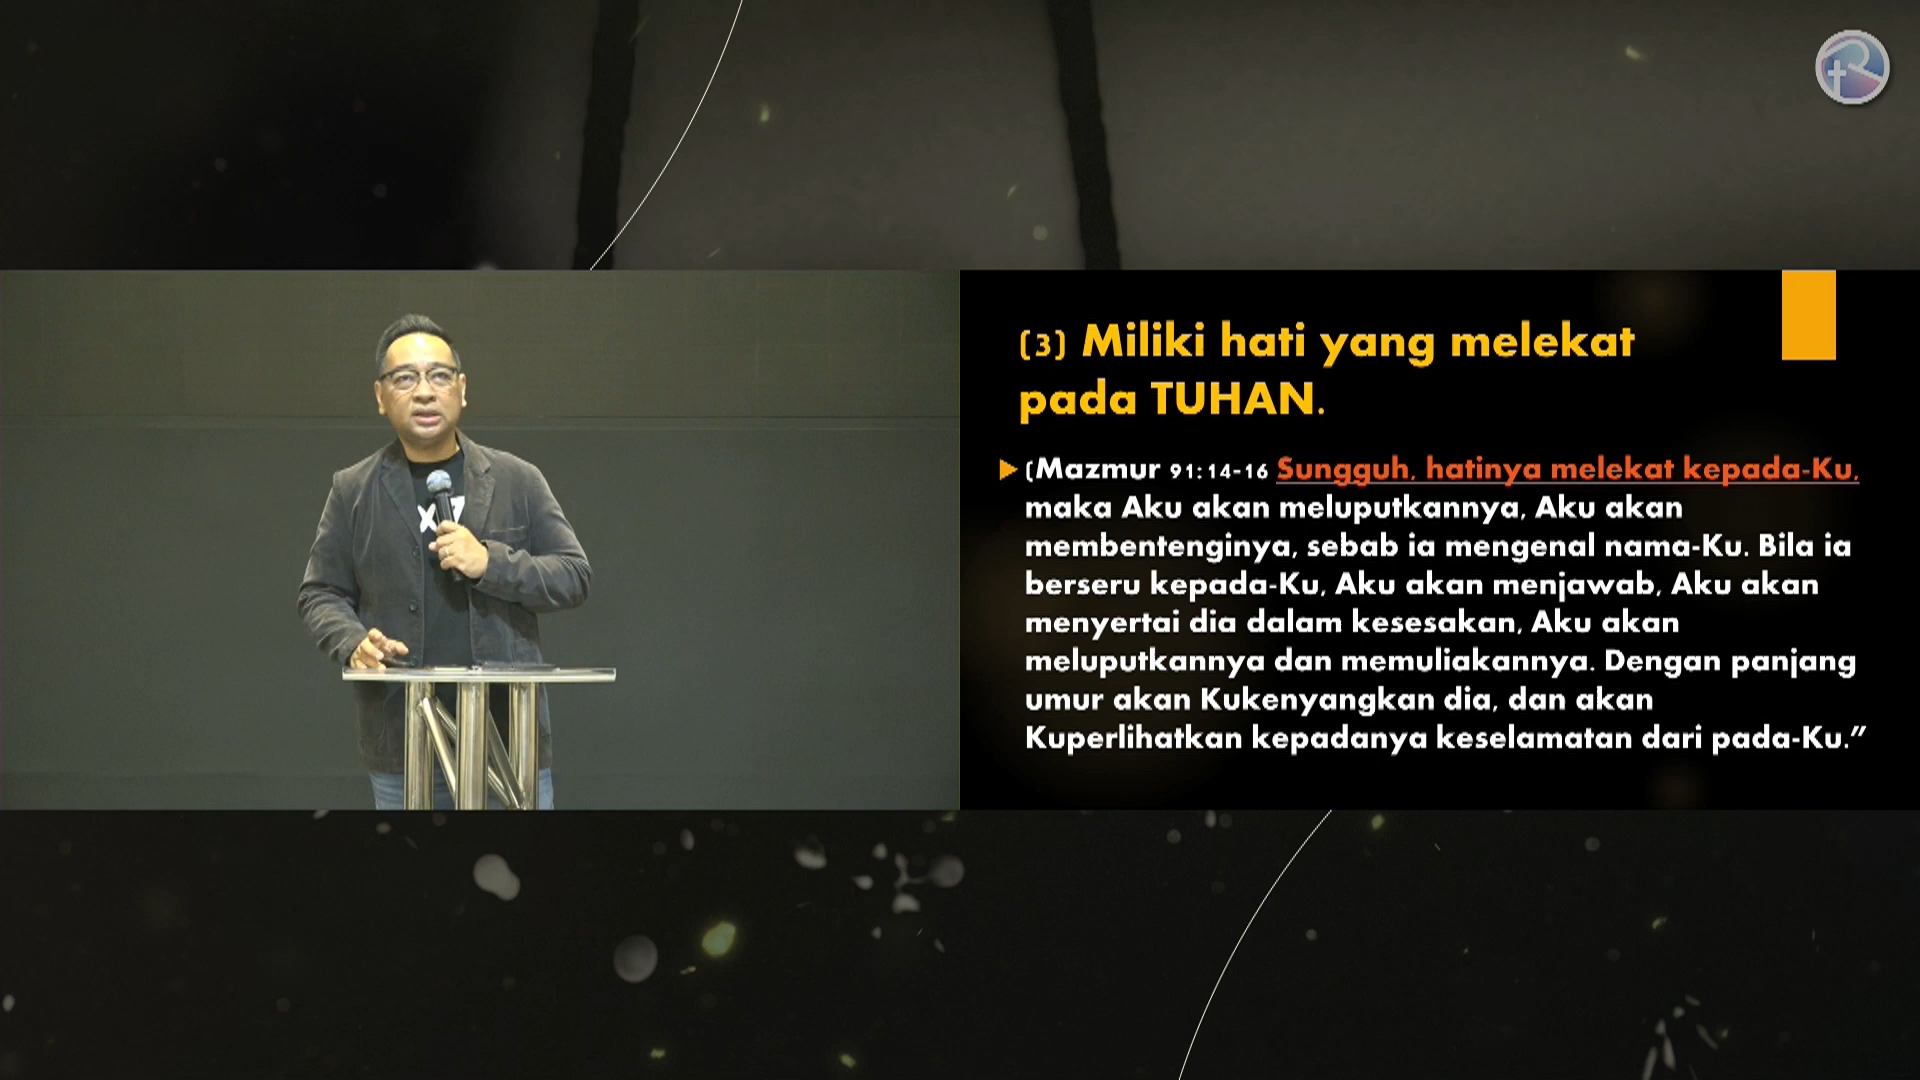 (3) Miliki hati yang melekat
pada TUHAN.
(Mazmur 91:14-16 Sungguh, hatinya melekat kepada-Ku,
maka Aku akan meluputkannya, Aku akan
membentenginya, sebab ia mengenal nama-Ku. Bila ia
berseru kepada-Ku, Aku akan menjawab, Aku akan
menyertai dia dalam kesesakan, Aku akan
meluputkannya dan memuliakannya. Dengan panjang
umur akan Kukenyangkan dia, dan akan
Kuperlihatkan kepadanya keselamatan dari pada-Ku.”